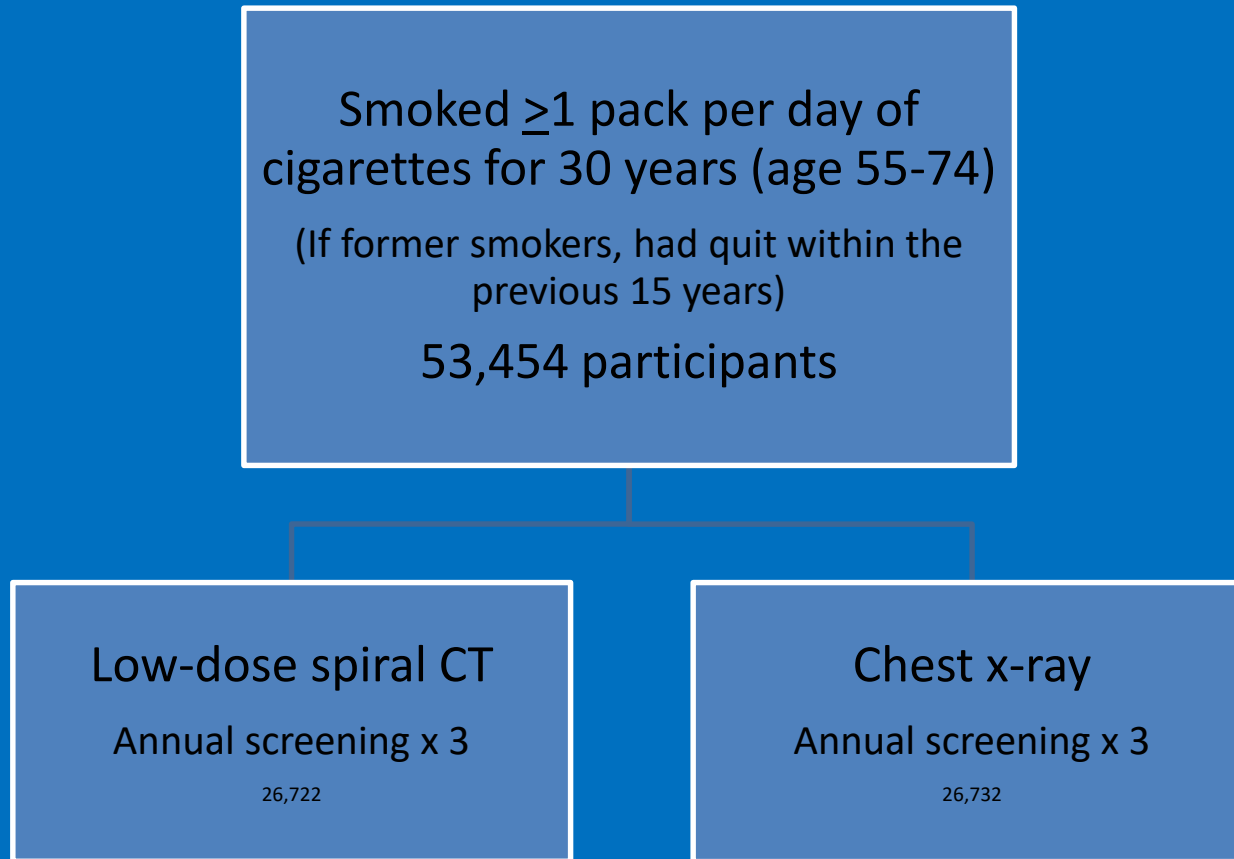 Smoked ≥1 pack per day of
cigarettes for 30 years (age 55-74)
(If former smokers, had quit within the
previous 15 years)
53,454 participants
Low-dose spiral CT
Annual screening x 3
26,722
Chest x-ray
Annual screening x 3
26,732